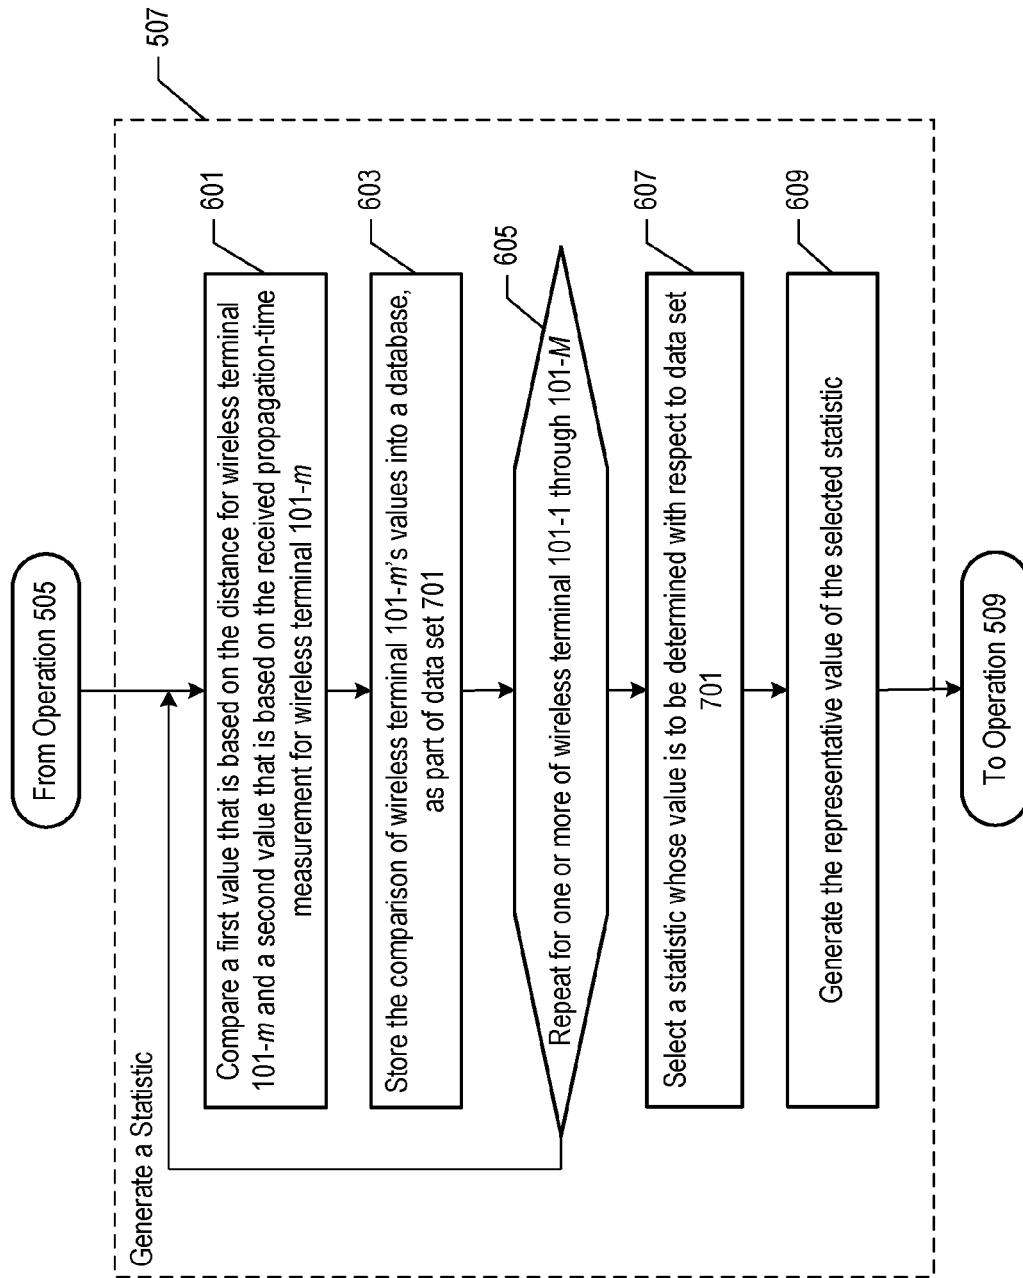 From Operation 505
507
Generate a Statistic
601
Compare a first value that is based on the distance for wireless terminal
101-m and a second value that is based on the received propagation-time
measurement for wireless terminal 101-m
603
Store the comparison of wireless terminal 101-m's values into a database,
as part of data set 701
605
Repeat for one or more of wireless terminal 101-1 through 101-M
607
Select a statistic whose value is to be determined with respect to data set
701
609
Generate the representative value of the selected statistic
To Operation 509